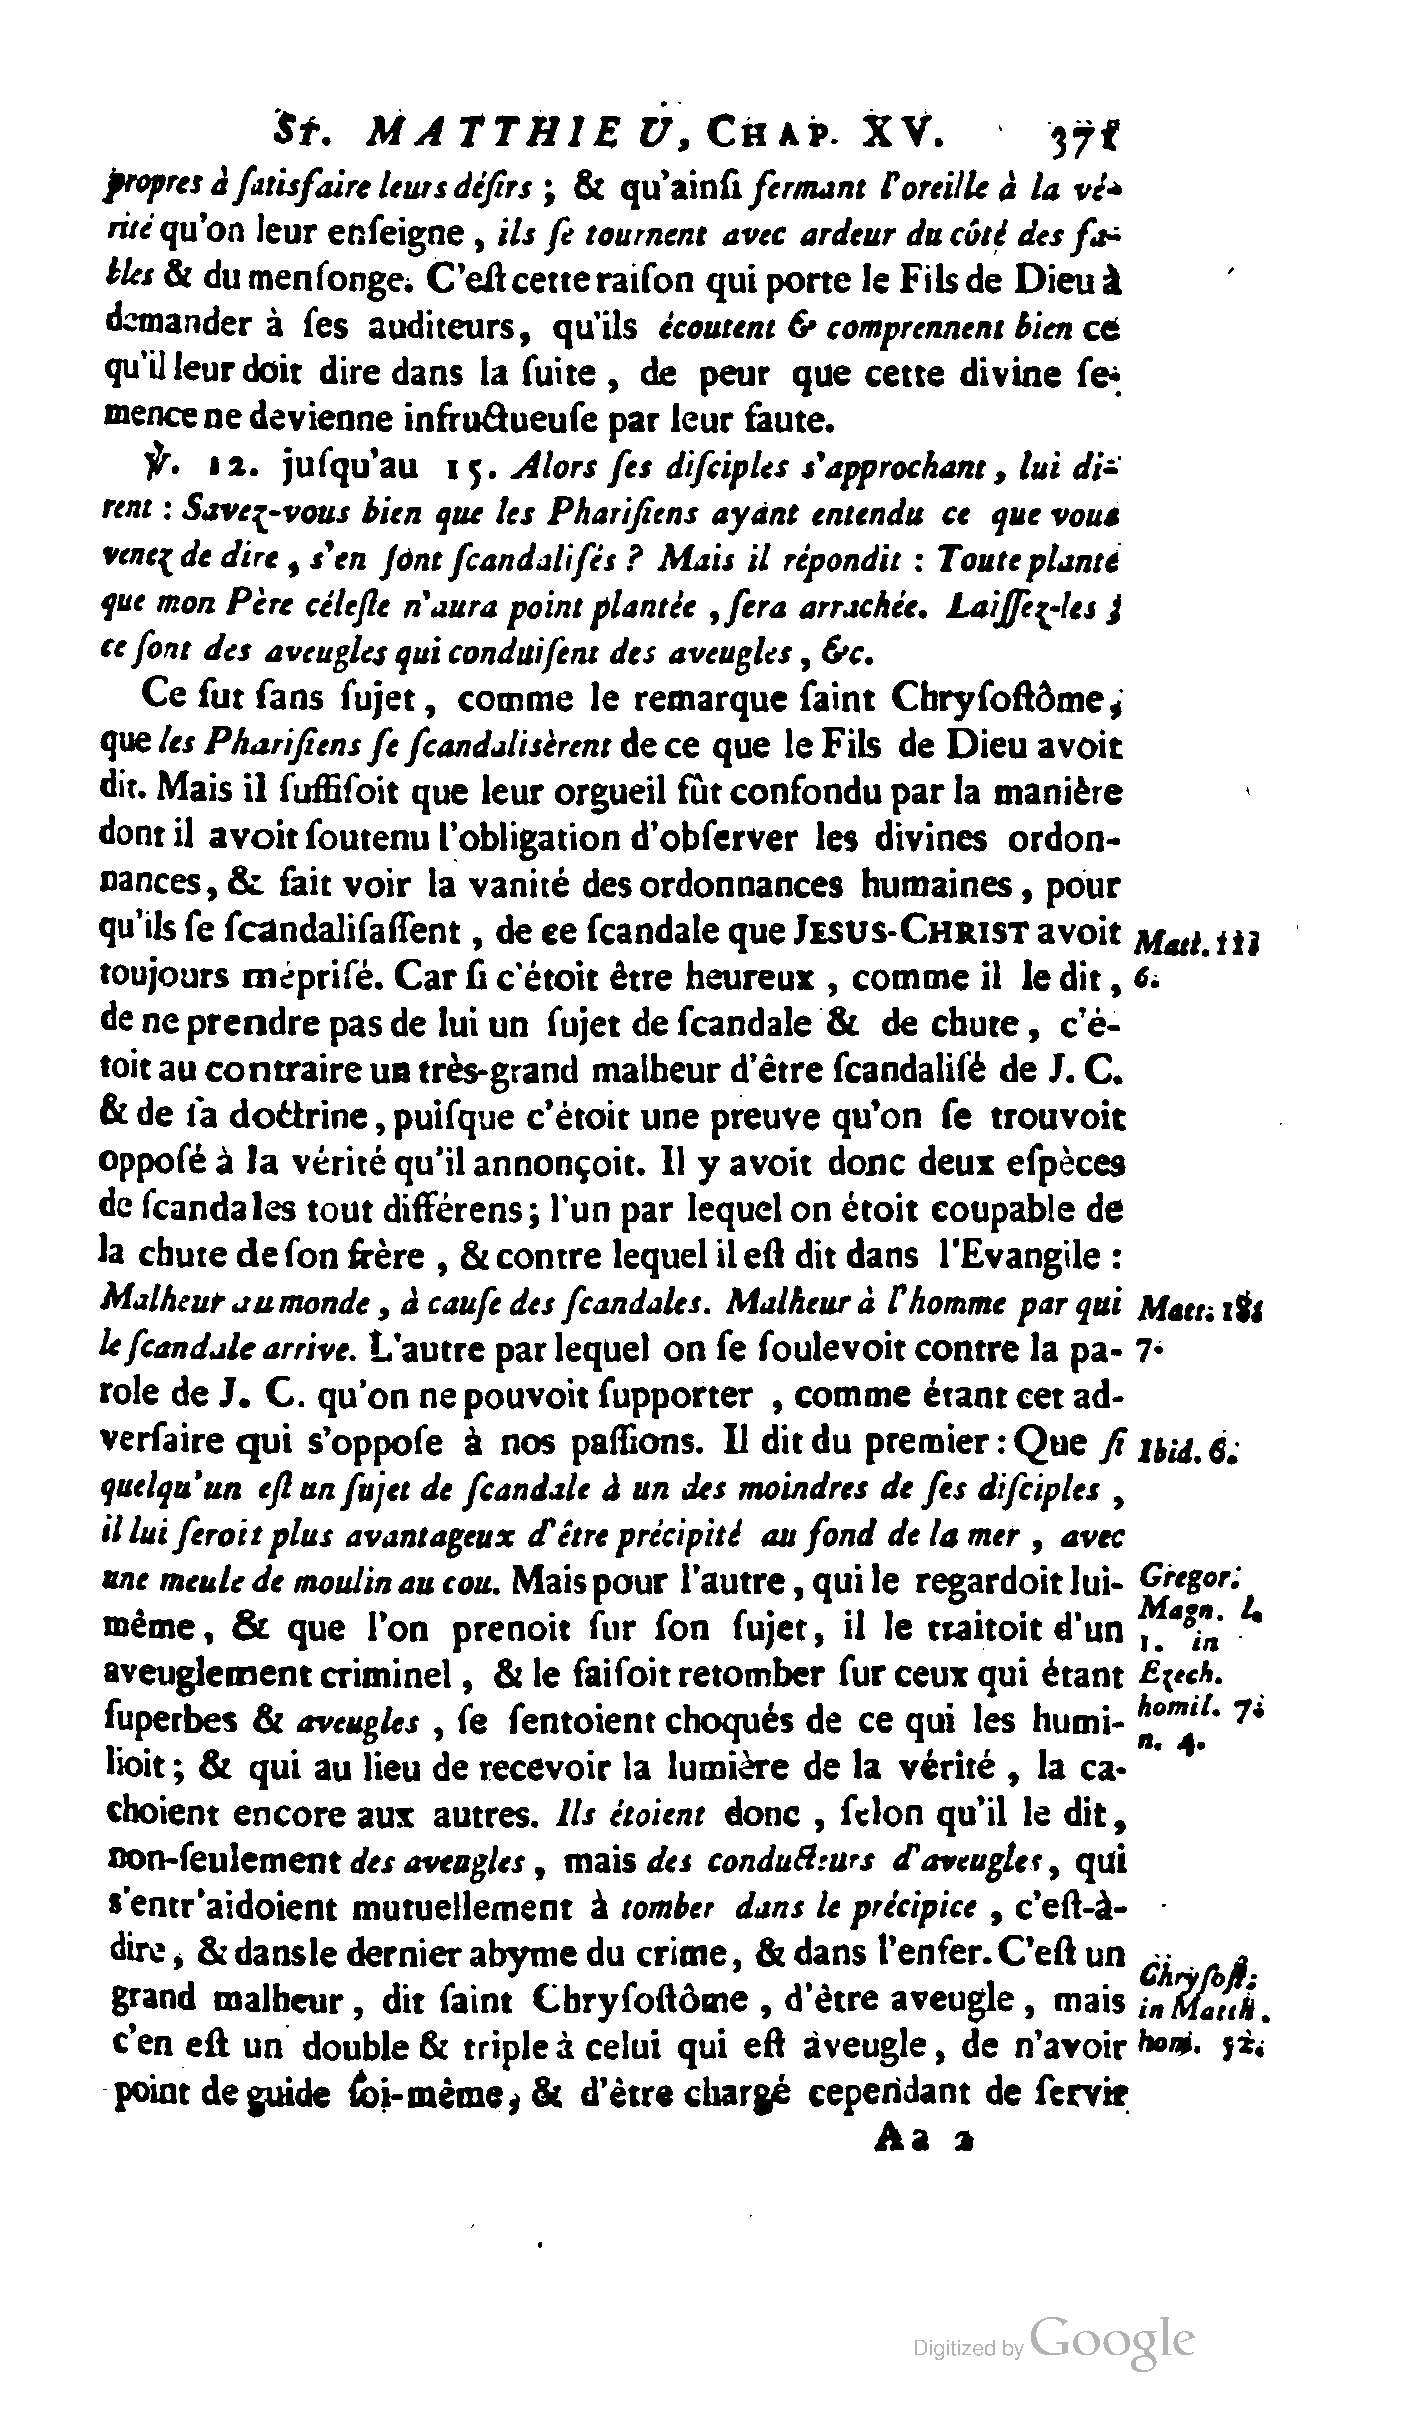 St. MATTHIEU, CHAP. XV. 371
propres à ſatisfaire leurs déſirs ; & qu'ainſi fermant l'oreille à la vé-
rité qu'on leur enſeigne , ils ſe tournent avec ardeur du côté des fa-
bles & du menſonge. C'eſt cette raiſon qui porte le Fils de Dieu à
demander à ſes auditeurs, qu'ils écoutent & comprennent bien ce
qu'il leur doit dire dans la ſuite , de peur que cette divine ſe-
mence ne devienne infructueuſe par leur faute.
℣. 12. juſqu'au 15. Alors ſes diſciples s'approchant , lui di-
rent : Savez-vous bien que les Phariſiens ayant entendu ce que vous
venez de dire , s'en ſont ſcandaliſés ? Mais il répondit : Toute plante
que mon Père céleſte n'aura point plantée , ſera arrachée. Laiſſez-les ;
ce ſont des aveugles qui conduiſent des aveugles , &c.
Ce fut ſans ſujet, comme le remarque ſaint Chryſoſtôme,
que les Phariſiens ſe ſcandalisèrent de ce que le Fils de Dieu avoit
dit. Mais il ſuffiſoit que leur orgueil fût confondu par la manière
dont il avoit ſoutenu l'obligation d'obſerver les divines ordon-
nances, & fait voir la vanité des ordonnances humaines , pour
qu'ils ſe ſcandaliſaſſent , de ce ſcandale que JESUS-CHRIST avoit
toujours mépriſé. Car ſi c'étoit être heureux , comme il le dit ,
de ne prendre pas de lui un ſujet de ſcandale & de chute , c'é-
toit au contraire un très-grand malheur d'être ſcandaliſé de J. C.
& de ſa doctrine , puiſque c'étoit une preuve qu'on ſe trouvoit
oppoſé à la vérité qu'il annonçoit. Il y avoit donc deux eſpèces
de ſcandales tout différens ; l'un par lequel on étoit coupable de
la chute de ſon frère , & contre lequel il eſt dit dans l'Evangile :
Malheur au monde , à cauſe des ſcandales. Malheur à l'homme par qui
le ſcandale arrive. L'autre par lequel on ſe ſoulevoit contre la pa-
role de J. C. qu'on ne pouvoit ſupporter , comme étant cet ad-
verſaire qui s'oppoſe à nos paſſions. Il dit du premier : Que ſi
quelqu'un eſt un ſujet de ſcandale à un des moindres de ſes diſciples ,
il lui ſeroit plus avantageux d'être précipité au fond de la mer , avec
une meule de moulin au cou. Mais pour l'autre , qui le regardoit lui-
même, & que l'on prenoit ſur ſon ſujet, il le traitoit d'un
aveuglement criminel , & le faiſoit retomber ſur ceux qui étant
ſuperbes & aveugles , ſe ſentoient choqués de ce qui les humi-
lioit ; & qui au lieu de recevoir la lumière de la vérité , la ca-
choient encore aux autres. Ils étoient donc , ſelon qu'il le dit,
non-ſeulement des aveugles , mais des conducteurs d'aveugles, qui
s'entr'aidoient mutuellement à tomber dans le précipice , c'eſt-à-
dire , & dans le dernier abyme du crime, & dans l'enfer. C'eſt un
grand malheur , dit ſaint Chryſoſtôme , d'être aveugle , mais
c'en eſt un double & triple à celui qui eſt aveugle, de n'avoir
point de guide ſoi-même, & d'être chargé cependant de ſervir
Aa 2
Matt. 11
6.
Matt. 18
7.
Ibid. 6.
Gregor.
Magn. L.
1. in
Ezech.
homil. 7.
n. 4.
Chryſoſt.
in Matth.
hom. 52.
Digitized by Google